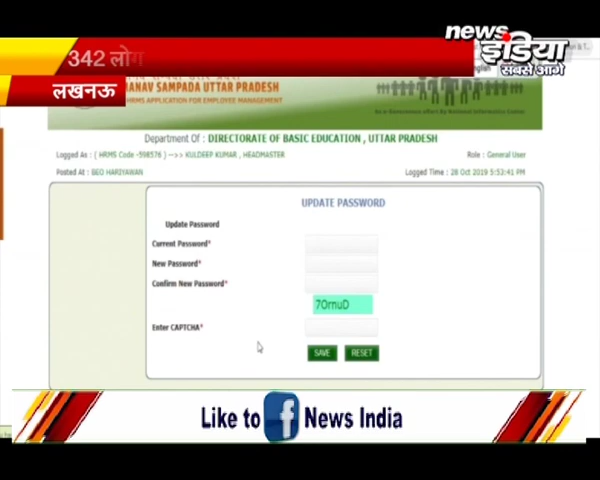 news
इंडिया
सबसे आगे
342 लोग
लखनऊ
MANAV SAMPADA UTTAR PRADESH
HRMS APPLICATION FOR EMPLOYEE MANAGEMENT
Department Of : DIRECTORATE OF BASIC EDUCATION , UTTAR PRADESH
Logged As : ( HRMS Code -598576 ) -->> KULDEEP KUMAR , HEADMASTER
Role : General User
Posted At : BEO HARIYAWAN
Logged Time : 28 Oct 2019 5:53:41 PM
UPDATE PASSWORD
Update Password
Current Password*
New Password*
Confirm New Password*
7OrnuD
Enter CAPTCHA*
SAVE RESET
Like to f News India